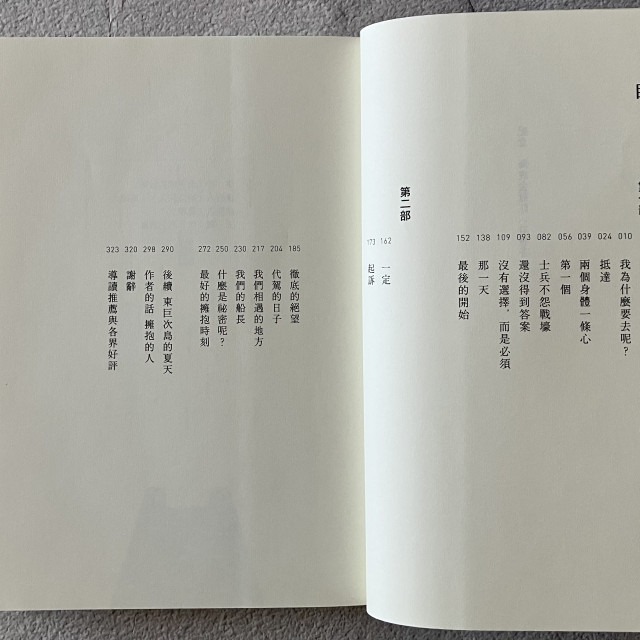 010 我為什麼要去呢？
024 抵達
039 兩個身體一條心
056 第一個
082 士兵不怨戰壕
093 還沒得到答案
109 沒有選擇，而是必須
138 那一天
152 最後的開始
第二部
162 一定
173 起訴
185 徹底的絕望
204 代駕的日子
217 我們相遇的地方
230 我們的船長
250 什麼是祕密呢？
272 最好的擁抱時刻
290 後續 東巨次島的夏天
298 作者的話 擁抱的人
320 謝辭
323 導讀推薦與各界好評